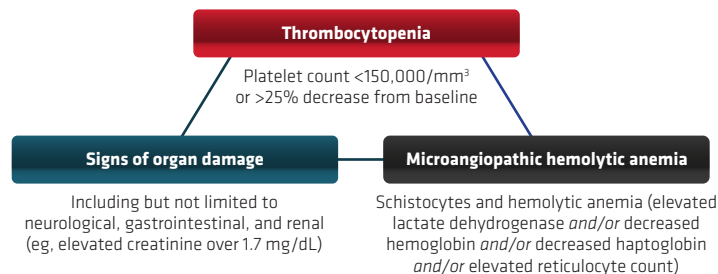 Thrombocytopenia
Platelet count <150,000/mm³
or >25% decrease from baseline
Signs of organ damage
Including but not limited to
neurological, gastrointestinal, and renal
(eg, elevated creatinine over 1.7 mg/dL)
Microangiopathic hemolytic anemia
Schistocytes and hemolytic anemia (elevated
lactate dehydrogenase and/or decreased
hemoglobin and/or decreased haptoglobin
and/or elevated reticulocyte count)